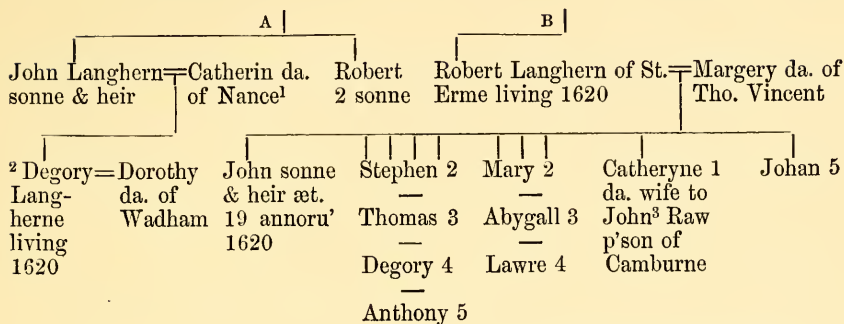 A B
John Langhern=Catherin da. Robert Robert Langhern of St.=Margery da. of
sonne & heir of Nance¹ 2 sonne Erme living 1620 Tho. Vincent
² Degory=Dorothy John sonne Stephen 2 Mary 2 Catheryne 1 Johan 5
Lang- da. of & heir æt. — — da. wife to
herne Wadham 19 annoru' Thomas 3 Abygall 3 John³ Raw
living 1620 — — p'son of
1620 Degory 4 Lawre 4 Camburne
—
Anthony 5